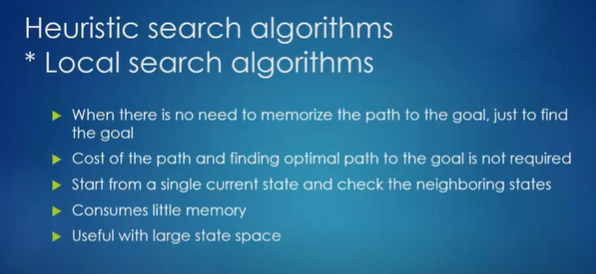 Heuristic search algorithms
* Local search algorithms
When there is no need to memorize the path to the goal, just to find
the goal
Cost of the path and finding optimal path to the goal is not required
Start from a single current state and check the neighboring states
Consumes little memory
Useful with large state space